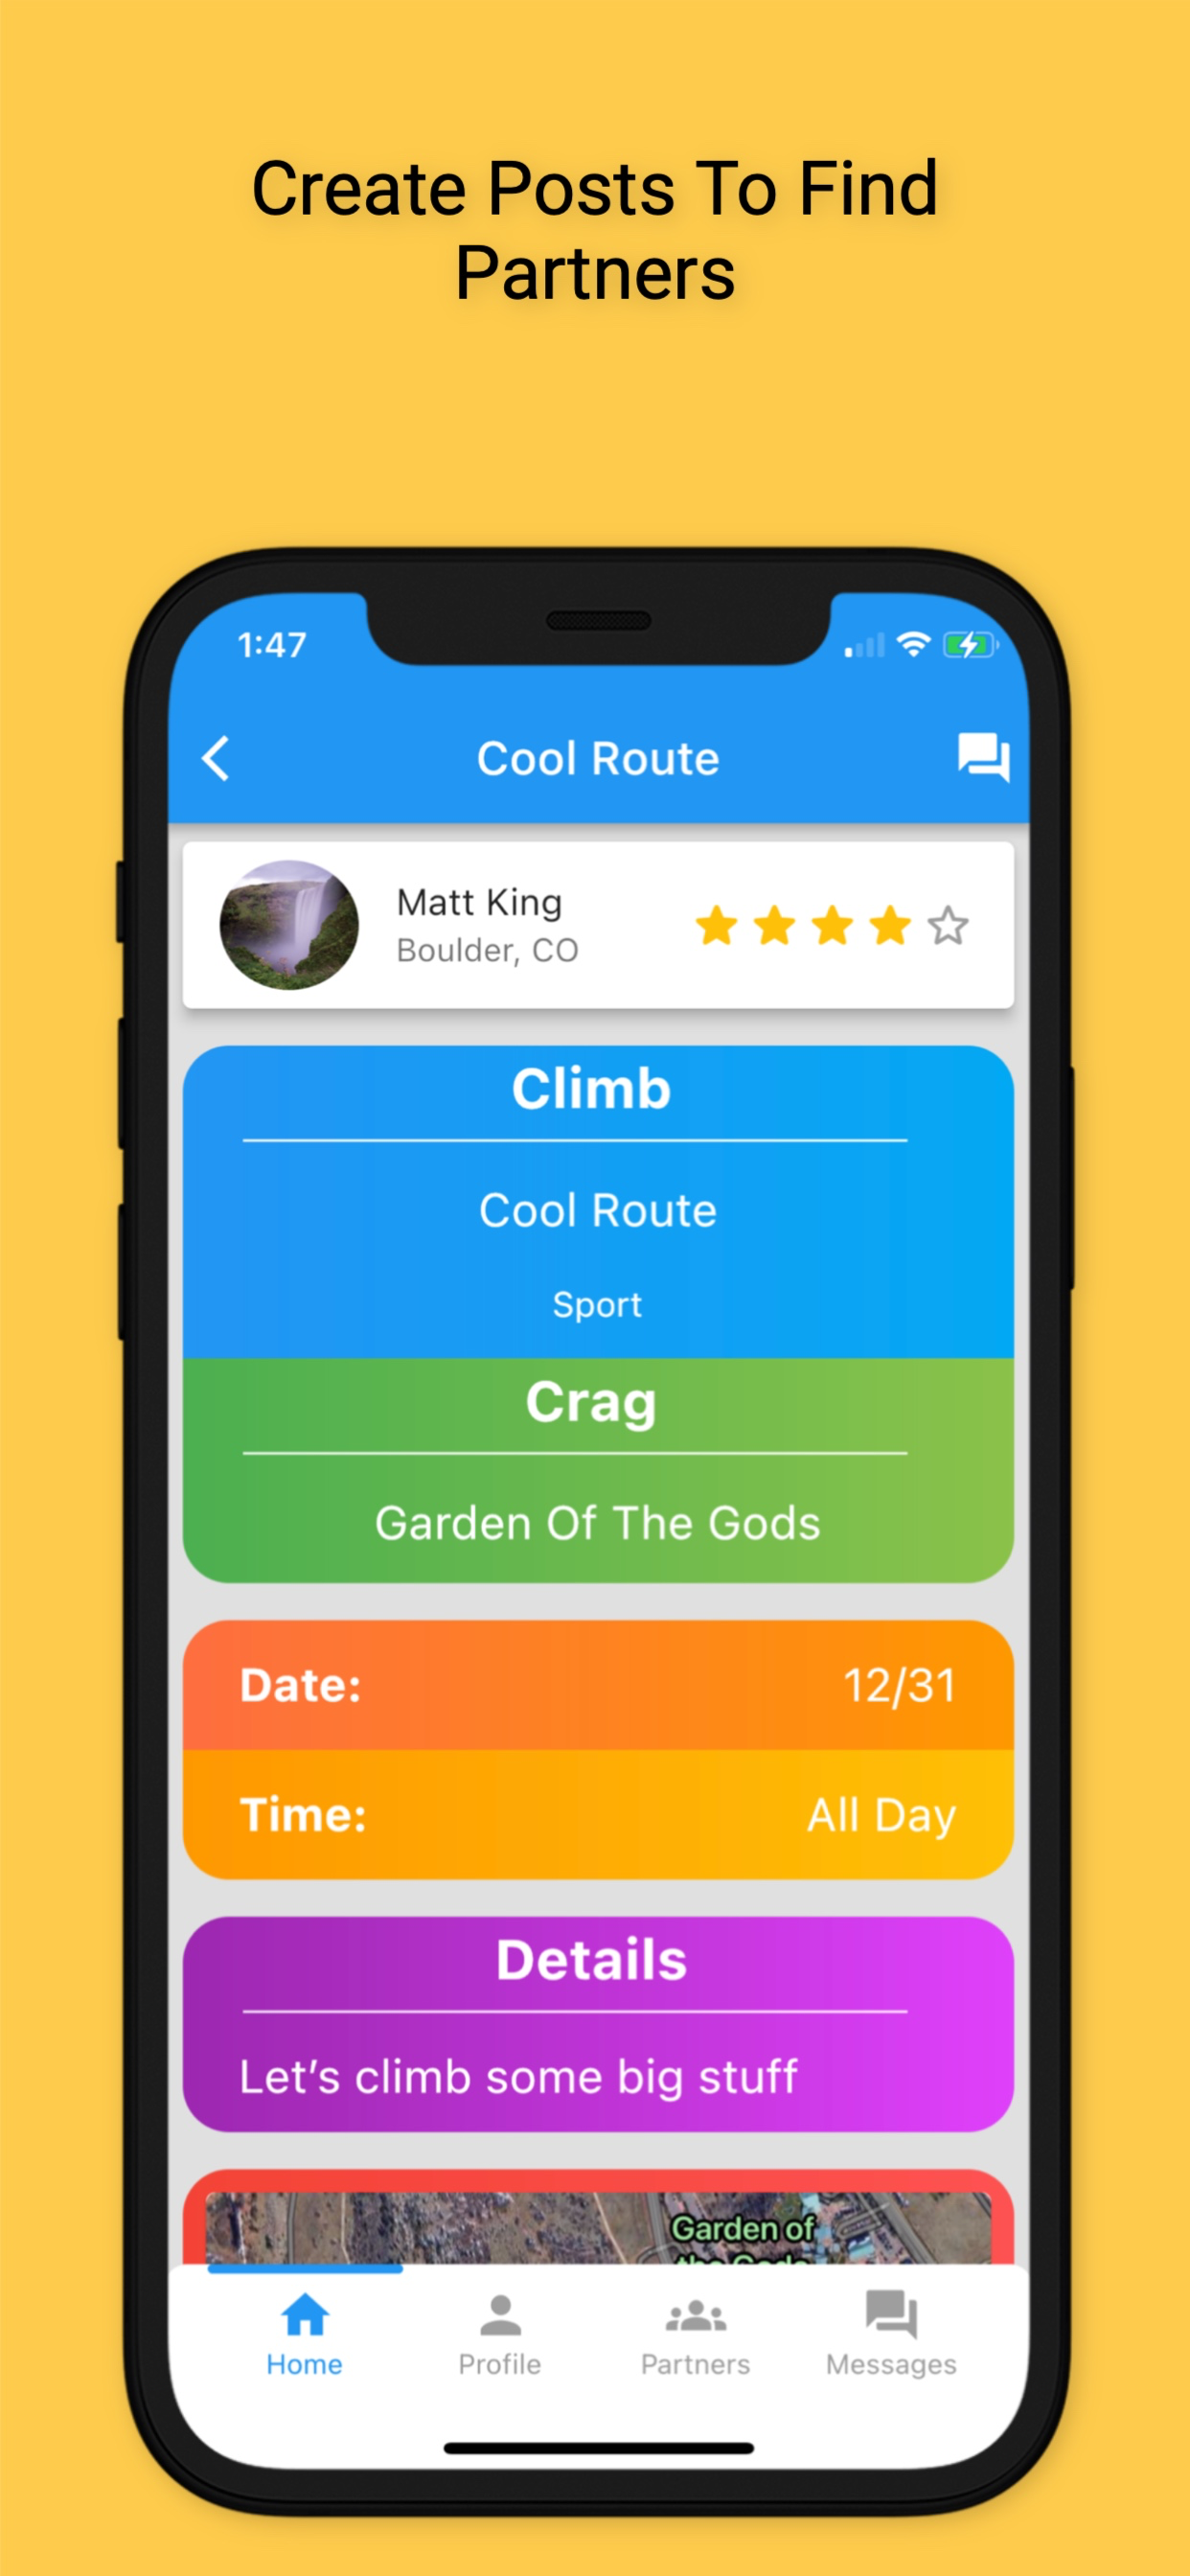 Create Posts To Find
Partners
1:47
Cool Route
Matt King
Boulder, CO
Climb
Cool Route
Sport
Crag
Garden Of The Gods
Date: 12/31
Time: All Day
Details
Let’s climb some big stuff
Garden of
the Gods
Home Profile Partners Messages